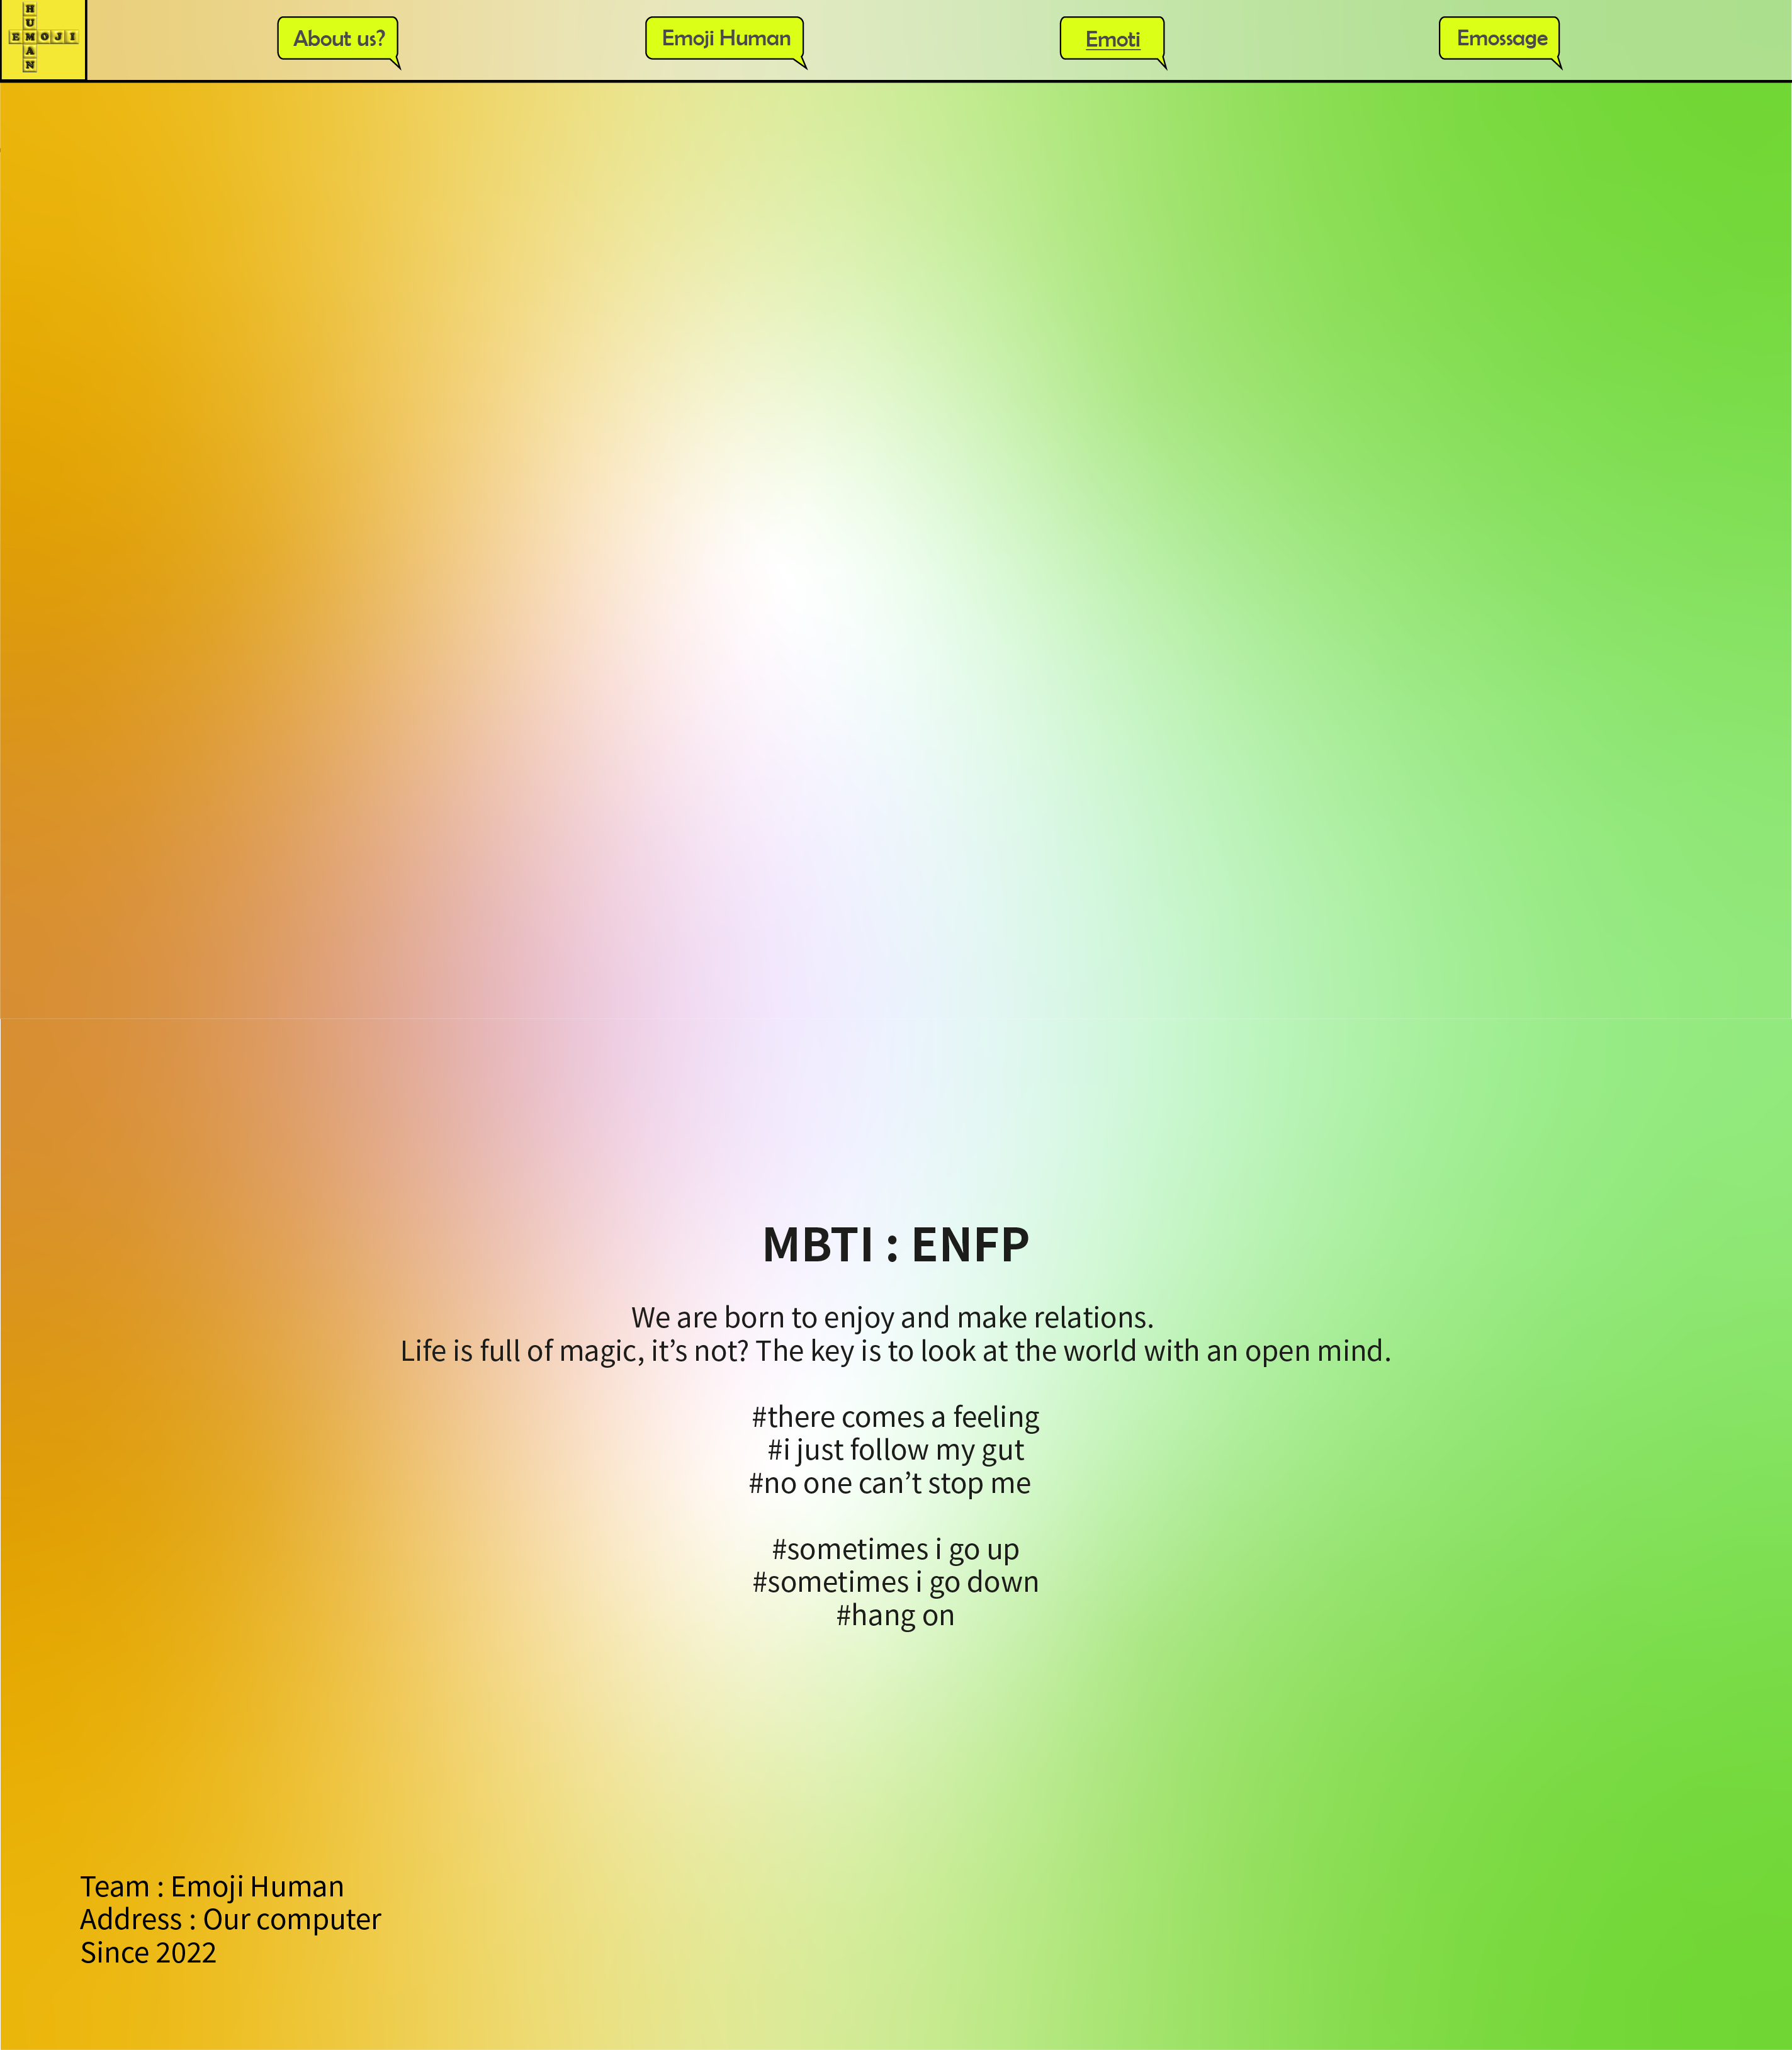 HUMAN
EMOJI
About us?
Emoji Human
Emoti
Emossage
MBTI : ENFP
We are born to enjoy and make relations.
Life is full of magic, it’s not? The key is to look at the world with an open mind.
#there comes a feeling
#i just follow my gut
#no one can’t stop me
#sometimes i go up
#sometimes i go down
#hang on
Team : Emoji Human
Address : Our computer
Since 2022